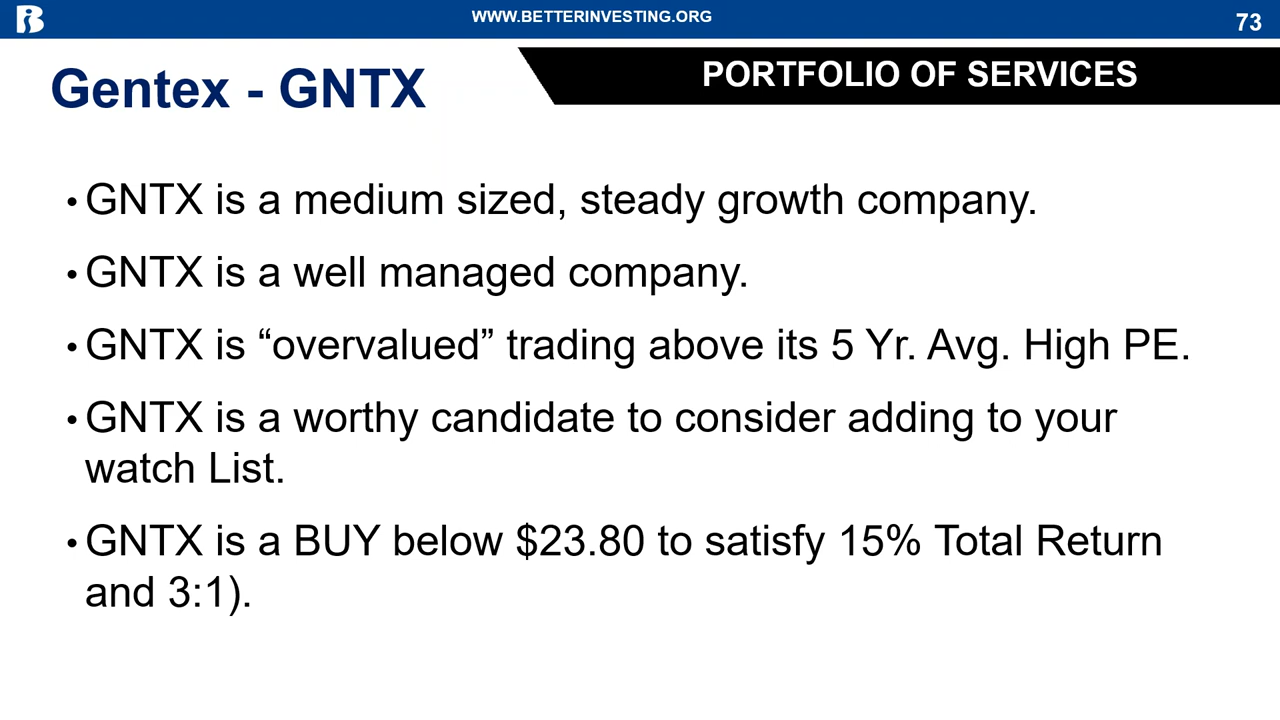 WWW.BETTERINVESTING.ORG
73
Gentex - GNTX
PORTFOLIO OF SERVICES
• GNTX is a medium sized, steady growth company.
• GNTX is a well managed company.
• GNTX is “overvalued” trading above its 5 Yr. Avg. High PE.
• GNTX is a worthy candidate to consider adding to your
watch List.
• GNTX is a BUY below $23.80 to satisfy 15% Total Return
and 3:1).